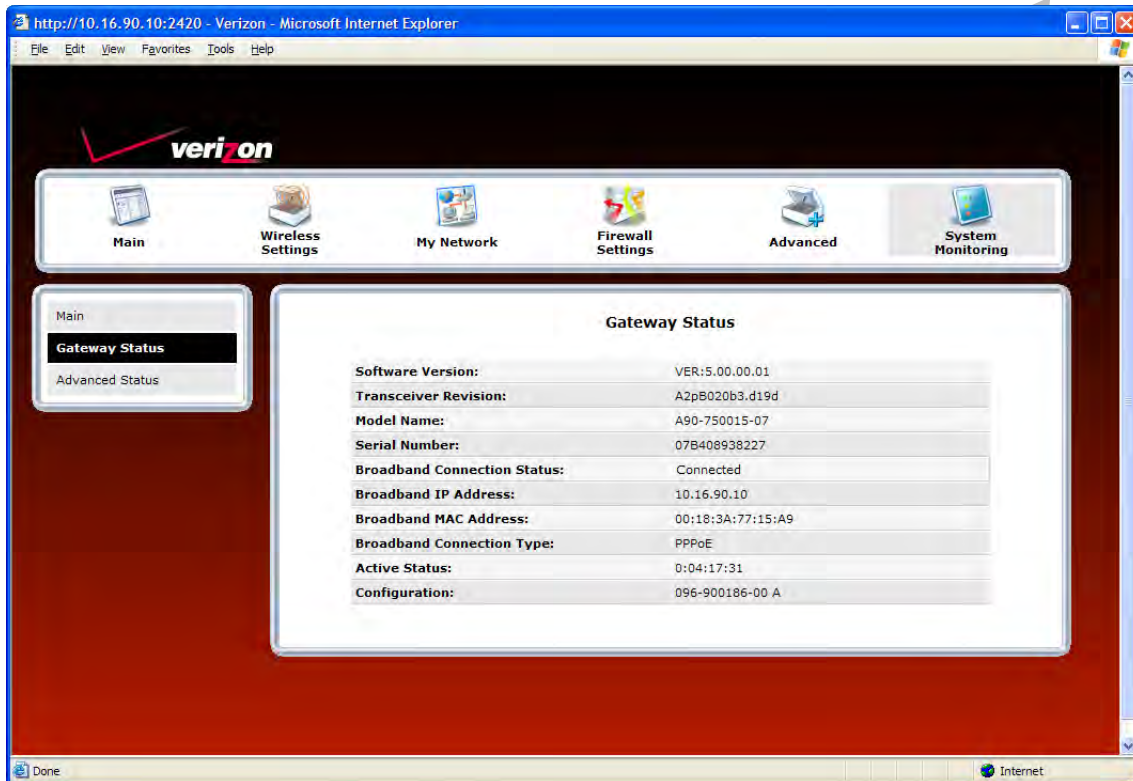 http://10.16.90.10:2420 - Verizon - Microsoft Internet Explorer
File Edit View Favorites Tools Help
verizon
Main
Wireless Settings
My Network
Firewall Settings
Advanced
System Monitoring
Main
Gateway Status
Advanced Status
Gateway Status
Software Version: VER:5.00.00.01
Transceiver Revision: A2pB020b3.d19d
Model Name: A90-750015-07
Serial Number: 07B408938227
Broadband Connection Status: Connected
Broadband IP Address: 10.16.90.10
Broadband MAC Address: 00:18:3A:77:15:A9
Broadband Connection Type: PPPoE
Active Status: 0:04:17:31
Configuration: 096-900186-00 A
Done
Internet